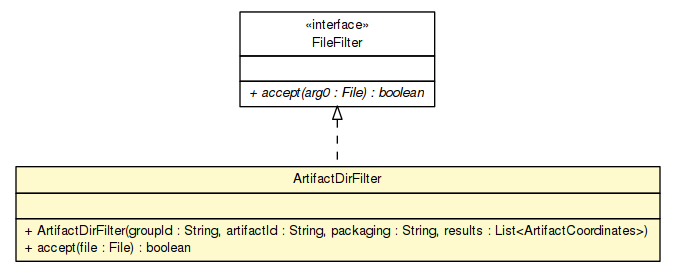 «interface»
FileFilter
+ accept(arg0 : File) : boolean
ArtifactDirFilter
+ ArtifactDirFilter(groupId : String, artifactId : String, packaging : String, results : List<ArtifactCoordinates>)
+ accept(file : File) : boolean